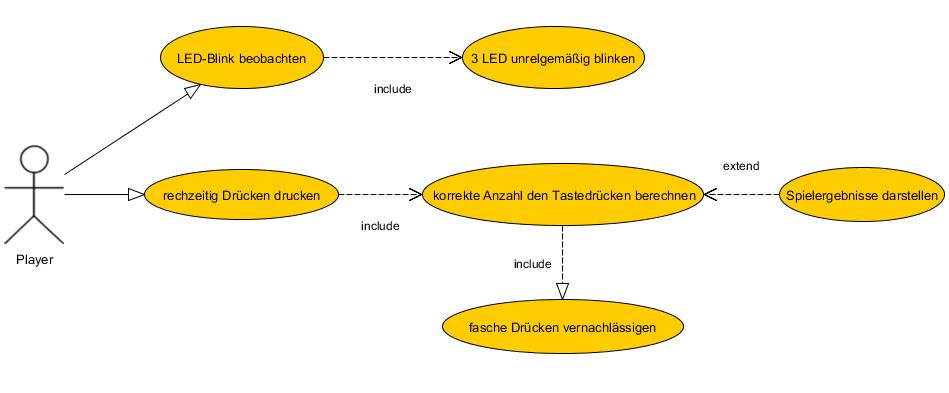 LED-Blink beobachten
3 LED unrelgemäßig blinken
include
extend
rechzeitig Drücken drucken
korrekte Anzahl den Tastedrücken berechnen
Spielergebnisse darstellen
include
Player
include
fasche Drücken vernachlässigen